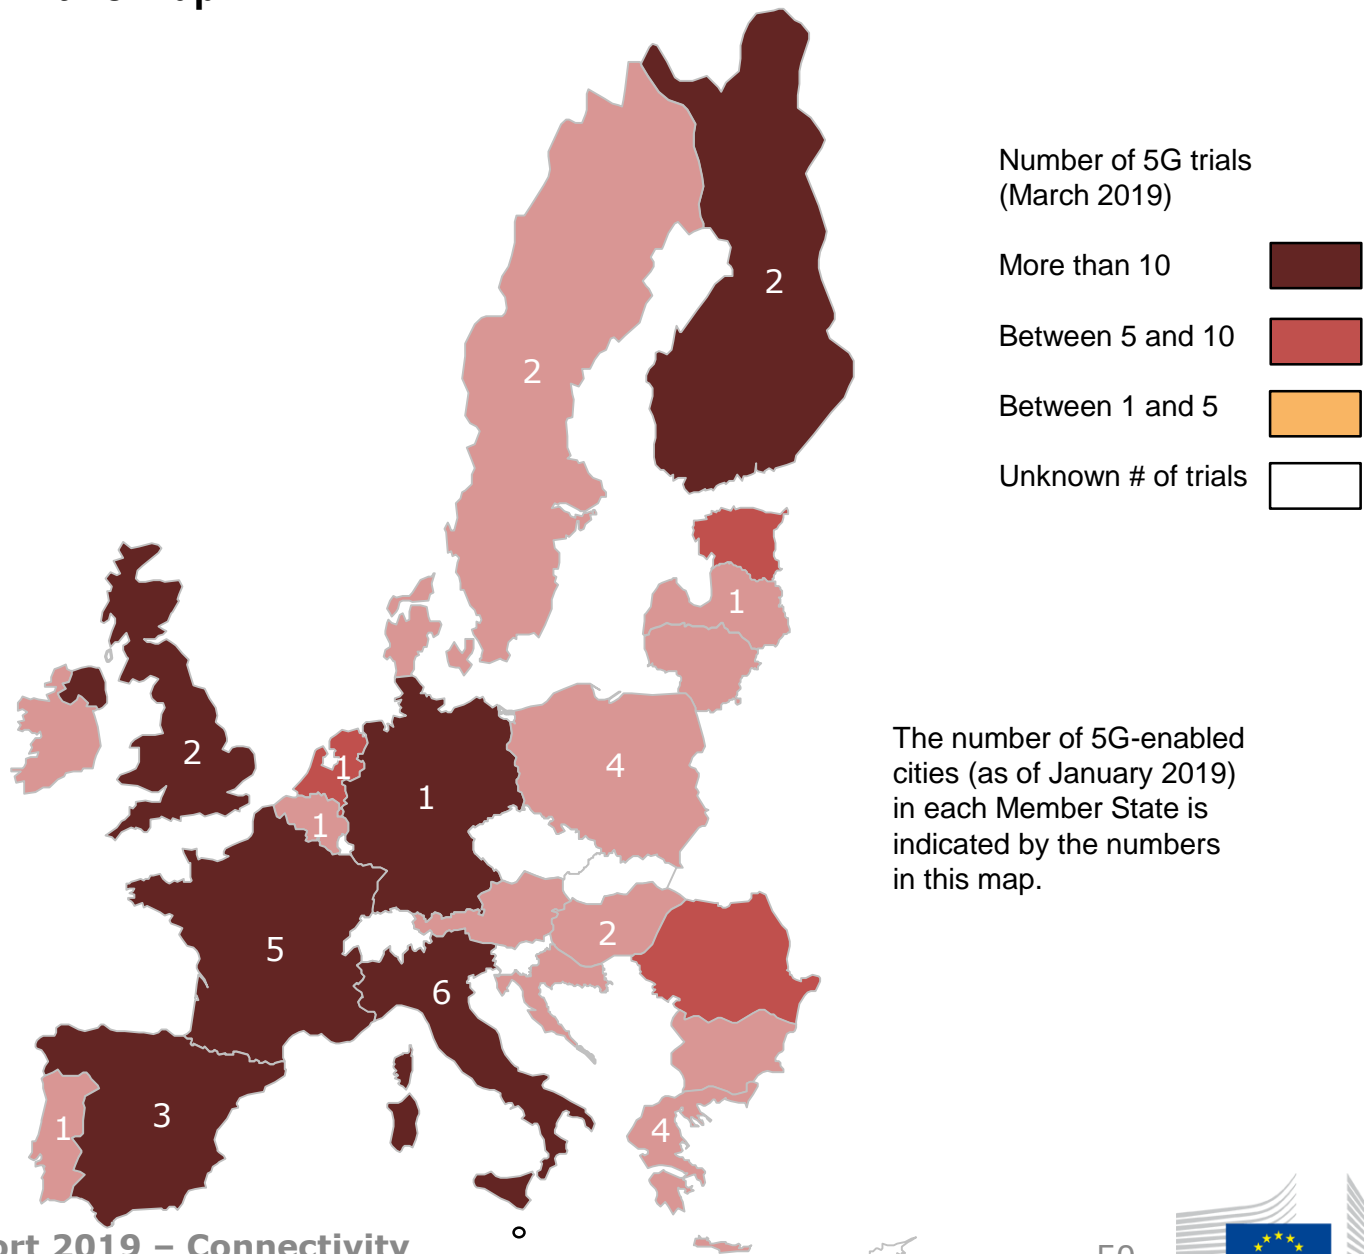 Number of 5G trials
(March 2019)
More than 10
Between 5 and 10
Between 1 and 5
Unknown # of trials
2
2
1
2
1
4
1
1
2
5
6
3
1
4
The number of 5G-enabled
cities (as of January 2019)
in each Member State is
indicated by the numbers
in this map.
ort 2019 – Connectivity